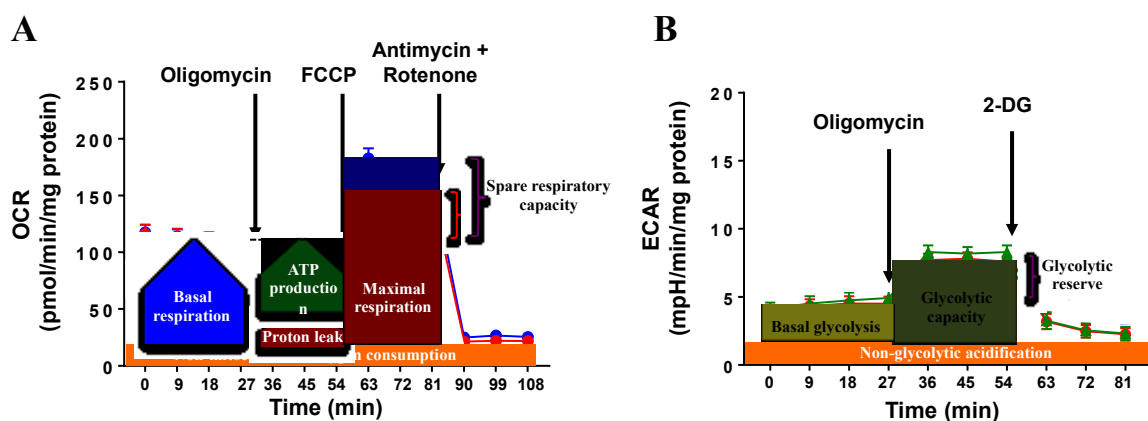 A
Antimycin +
Oligomycin FCCP Rotenone
250
200
150
100
50
0
OCR
(pmol/min/mg protein)
Spare respiratory
capacity
ATP
productio
n
Basal
respiration
Maximal
respiration
Proton leak
consumption
0 9 18 27 36 45 54 63 72 81 90 99 108
Time (min)
B
2-DG
Oligomycin
20
15
10
5
0
ECAR
(mpH/min/mg protein)
Glycolytic
reserve
Glycolytic
capacity
Basal glycolysis
Non-glycolytic acidification
0 9 18 27 36 45 54 63 72 81
Time (min)